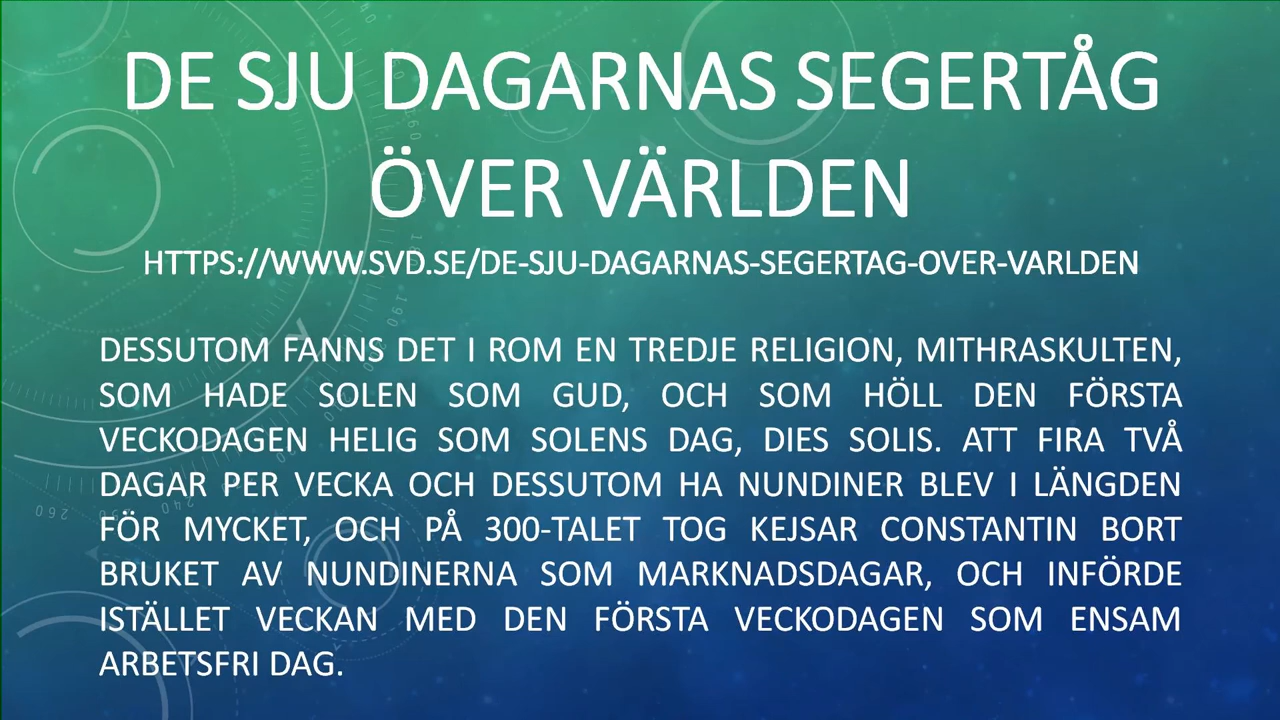 DE SJU DAGARNAS SEGERTÅG
ÖVER VÄRLDEN
HTTPS://WWW.SVD.SE/DE-SJU-DAGARNAS-SEGERTAG-OVER-VARLDEN
DESSUTOM FANNS DET I ROM EN TREDJE RELIGION, MITHRASKULTEN,
SOM HADE SOLEN SOM GUD, OCH SOM HÖLL DEN FÖRSTA
VECKODAGEN HELIG SOM SOLENS DAG, DIES SOLIS. ATT FIRA TVÅ
DAGAR PER VECKA OCH DESSUTOM HA NUNDINER BLEV I LÄNGDEN
FÖR MYCKET, OCH PÅ 300-TALET TOG KEJSAR CONSTANTIN BORT
BRUKET AV NUNDINERNA SOM MARKNADSDAGAR, OCH INFÖRDE
ISTÄLLET VECKAN MED DEN FÖRSTA VECKODAGEN SOM ENSAM
ARBETSFRI DAG.